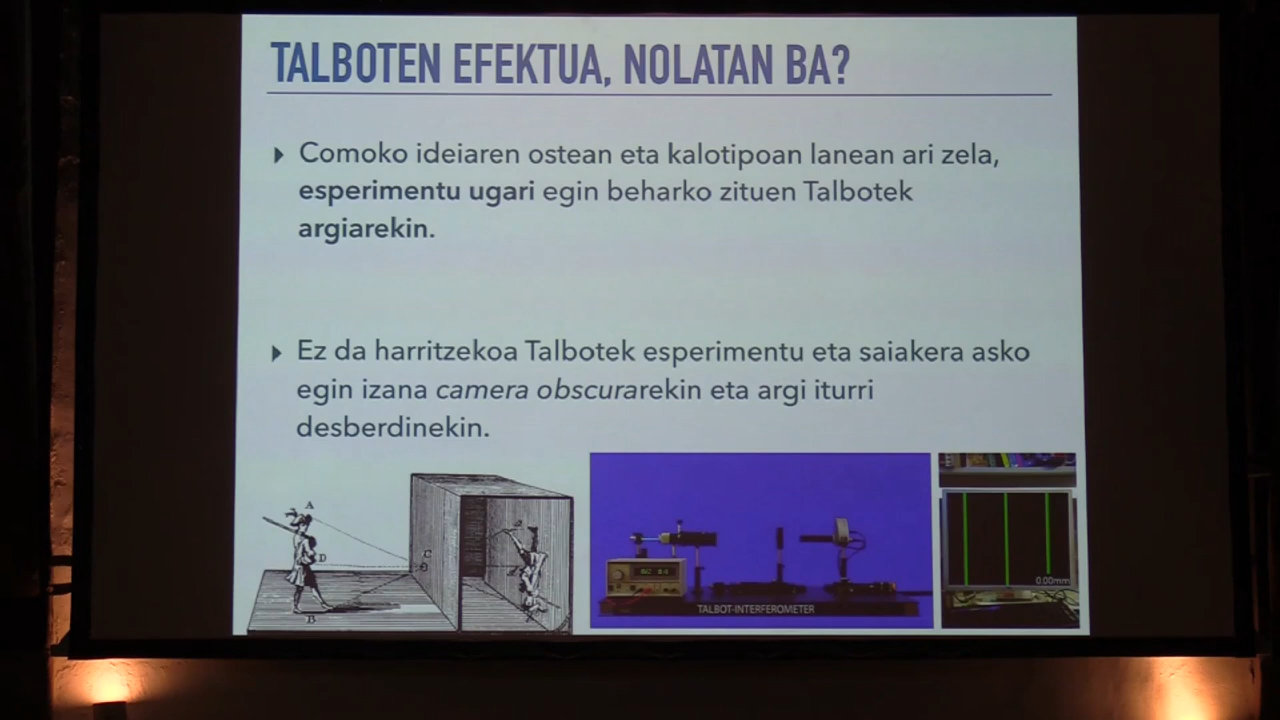 TALBOTEN EFEKTUA, NOLATAN BA?
Comoko ideiaren ostean eta kalotipoan lanean ari zela,
esperimentu ugari egin beharko zituen Talbotek
argiarekin.
Ez da harritzekoa Talbotek esperimentu eta saiakera asko
egin izana camera obscurarekin eta argi iturri
desberdinekin.
A
D
C
B
TALBOT-INTERFEROMETER
0.00mm